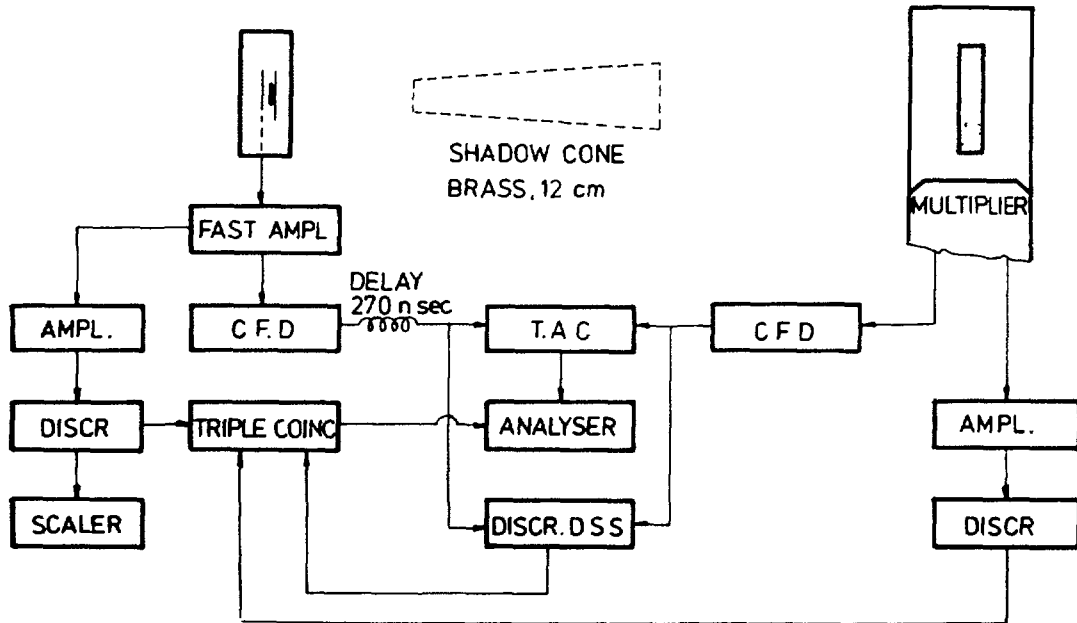 SHADOW CONE
BRASS, 12 cm
MULTIPLIER
FAST AMPL
DELAY
270 n sec
AMPL.
C F. D
T. A C
C F D
DISCR
TRIPLE COINC
ANALYSER
AMPL.
SCALER
DISCR. D S S
DISCR